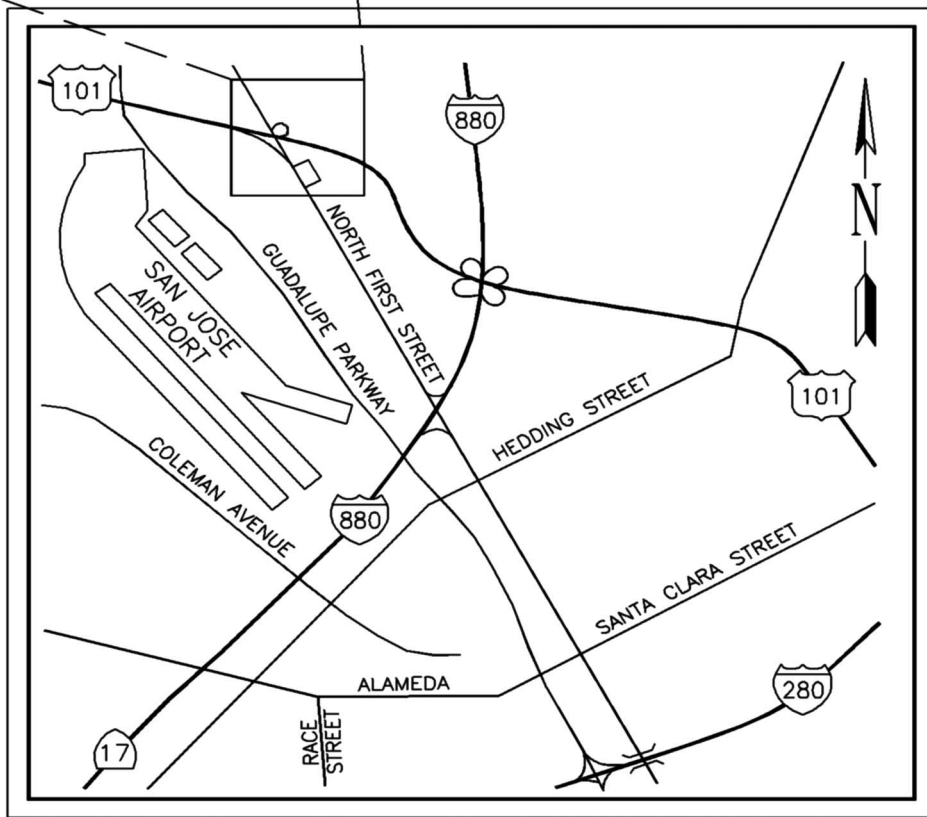 101
880
N
NORTH FIRST STREET
GUADALUPE PARKWAY
SAN JOSE
AIRPORT
101
HEDDING STREET
COLEMAN AVENUE
880
SANTA CLARA STREET
ALAMEDA
280
RACE
STREET
17